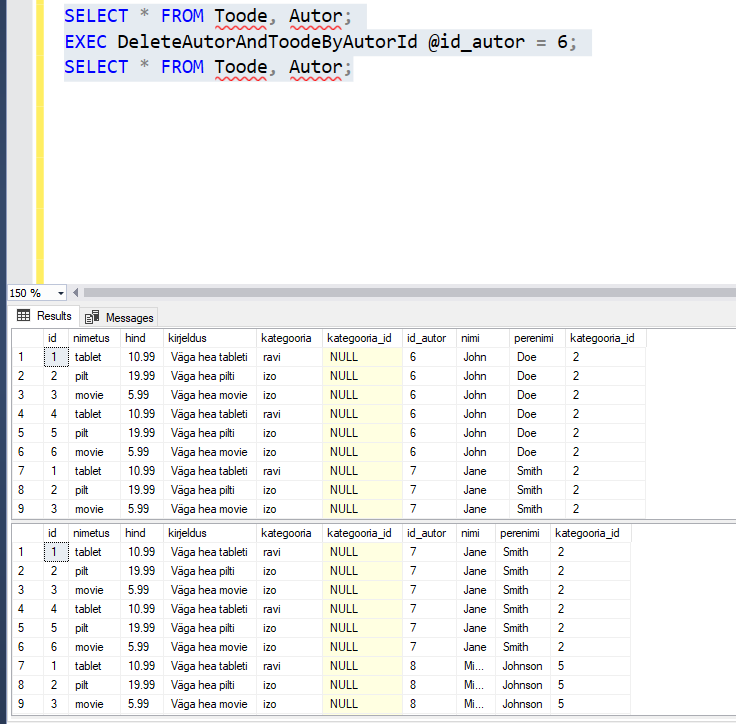 SELECT * FROM Toode, Autor;
EXEC DeleteAutorAndToodeByAutorId @id_autor = 6;
SELECT * FROM Toode, Autor;
150 %
Results Messages
id nimetus hind kirjeldus kategooria kategooria_id id_autor nimi perenimi kategooria_id
1 1 tablet 10.99 Väga hea tableti ravi NULL 6 John Doe 2
2 2 pilt 19.99 Väga hea pilti izo NULL 6 John Doe 2
3 3 movie 5.99 Väga hea movie izo NULL 6 John Doe 2
4 4 tablet 10.99 Väga hea tableti ravi NULL 6 John Doe 2
5 5 pilt 19.99 Väga hea pilti izo NULL 6 John Doe 2
6 6 movie 5.99 Väga hea movie izo NULL 6 John Doe 2
7 1 tablet 10.99 Väga hea tableti ravi NULL 7 Jane Smith 2
8 2 pilt 19.99 Väga hea pilti izo NULL 7 Jane Smith 2
9 3 movie 5.99 Väga hea movie izo NULL 7 Jane Smith 2
id nimetus hind kirjeldus kategooria kategooria_id id_autor nimi perenimi kategooria_id
1 1 tablet 10.99 Väga hea tableti ravi NULL 7 Jane Smith 2
2 2 pilt 19.99 Väga hea pilti izo NULL 7 Jane Smith 2
3 3 movie 5.99 Väga hea movie izo NULL 7 Jane Smith 2
4 4 tablet 10.99 Väga hea tableti ravi NULL 7 Jane Smith 2
5 5 pilt 19.99 Väga hea pilti izo NULL 7 Jane Smith 2
6 6 movie 5.99 Väga hea movie izo NULL 7 Jane Smith 2
7 1 tablet 10.99 Väga hea tableti ravi NULL 8 Mi... Johnson 5
8 2 pilt 19.99 Väga hea pilti izo NULL 8 Mi... Johnson 5
9 3 movie 5.99 Väga hea movie izo NULL 8 Mi... Johnson 5